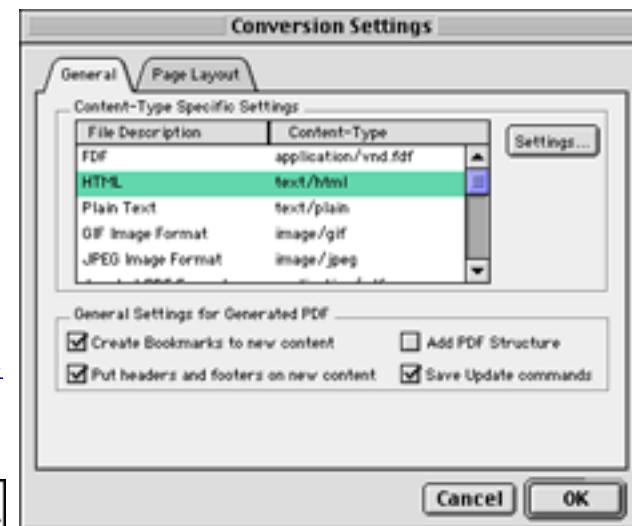 Conversion Settings
General Page Layout
Content-Type Specific Settings
File Description Content-Type
Settings...
FDF application/vnd.fdf
HTML text/html
Plain Text text/plain
GIF Image Format image/gif
JPEG Image Format image/jpeg
General Settings for Generated PDF
Create Bookmarks to new content Add PDF Structure
Put headers and footers on new content Save Update commands
Cancel OK